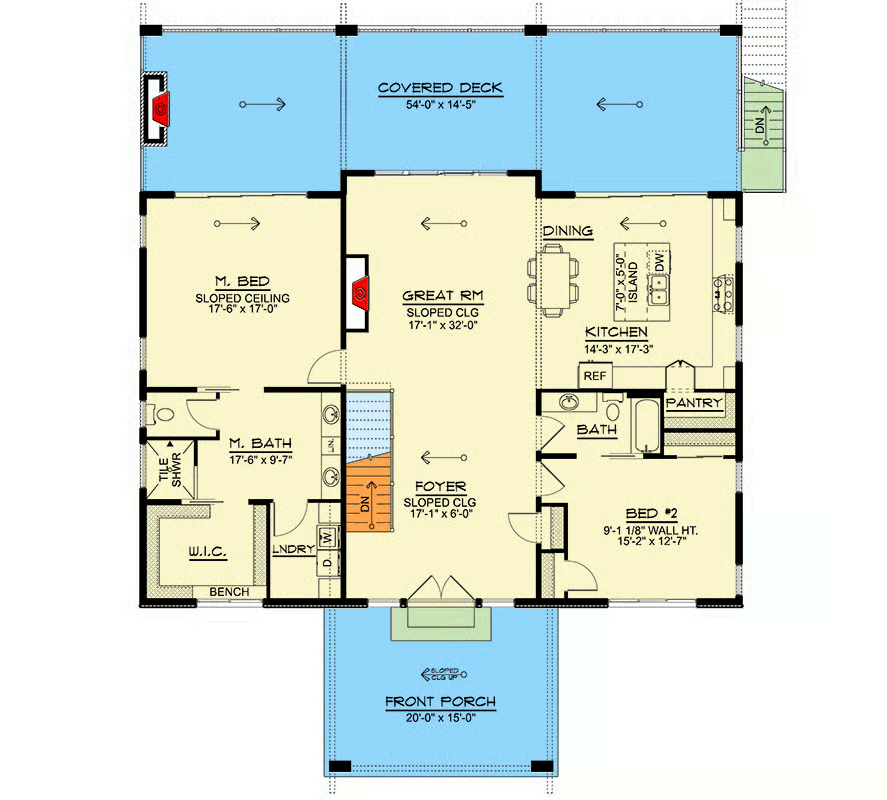 COVERED DECK
54'-0" x 14'-5"
DN
DINING
M. BED
SLOPED CEILING
17'-6" x 17'-0"
GREAT RM
SLOPED CLG
17'-1" x 32'-0"
7'-0" x 5'-0"
ISLAND
DW
KITCHEN
14'-3" x 17'-3"
REF
PANTRY
BATH
M. BATH
17'-6" x 9'-7"
LIN.
TILE
SHWR
FOYER
SLOPED CLG
17'-1" x 6'-0"
DN
BED #2
9'-1 1/8" WALL HT.
15'-2" x 12'-7"
W.I.C.
LNDRY
W.
D.
BENCH
SLOPED
CLG UP
FRONT PORCH
20'-0" x 15'-0"